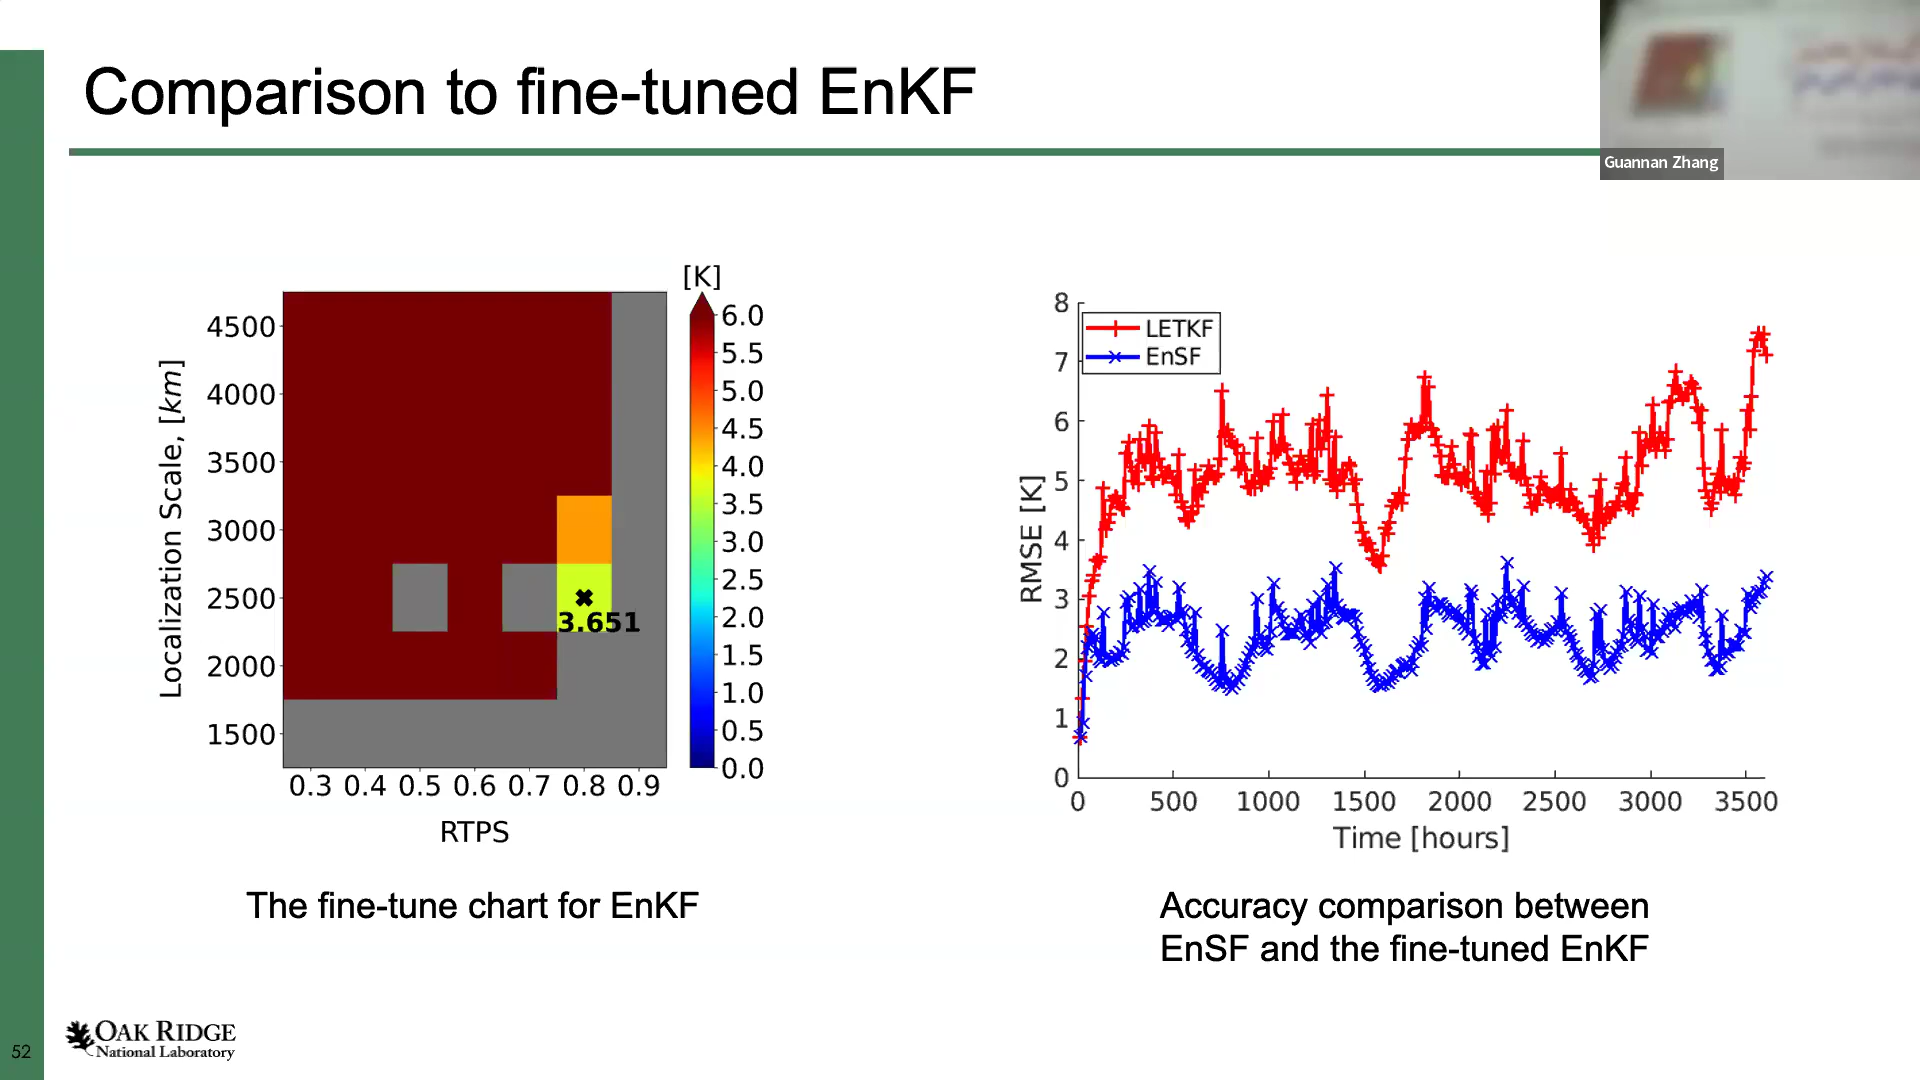 Comparison to fine-tuned EnKF
Guannan Zhang
[K]
6.0
5.5
5.0
4.5
4.0
3.5
3.0
2.5
2.0
1.5
1.0
0.5
0.0
Localization Scale, [km]
4500
4000
3500
3000
2500
2000
1500
3.651
0.3 0.4 0.5 0.6 0.7 0.8 0.9
RTPS
The fine-tune chart for EnKF
LETKF
EnSF
RMSE [K]
8
7
6
5
4
3
2
1
0
0 500 1000 1500 2000 2500 3000 3500
Time [hours]
Accuracy comparison between
EnSF and the fine-tuned EnKF
52
OAK RIDGE
National Laboratory